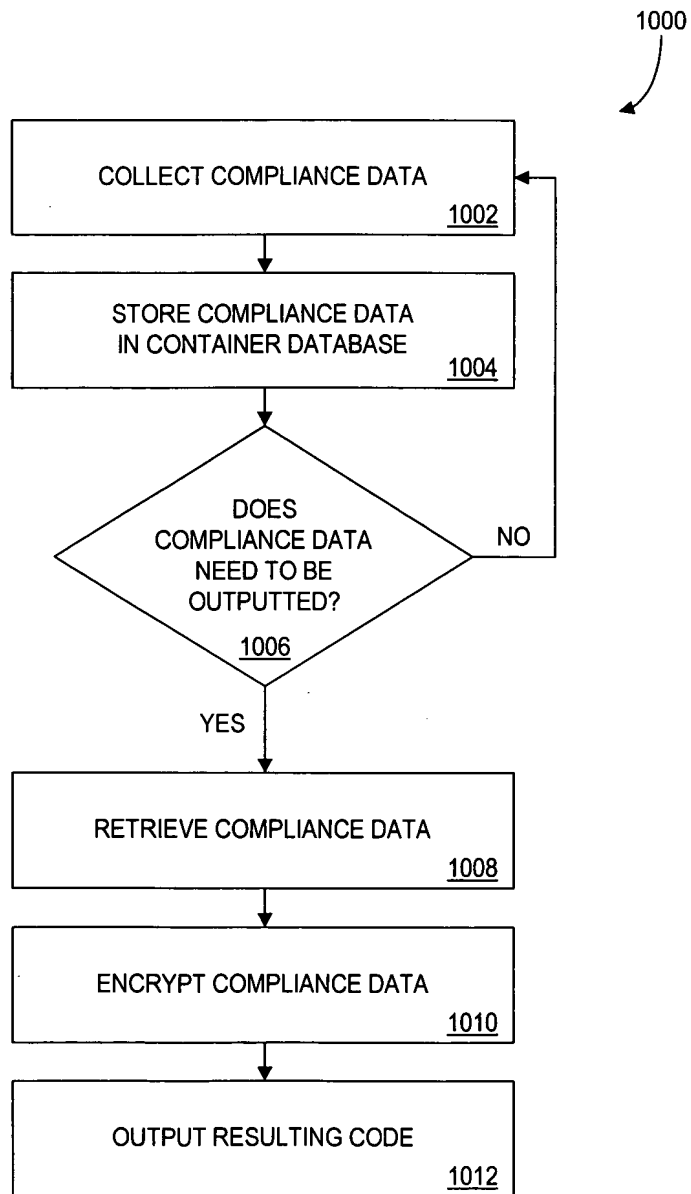 1000
COLLECT COMPLIANCE DATA
1002
STORE COMPLIANCE DATA
IN CONTAINER DATABASE
1004
DOES
COMPLIANCE DATA
NEED TO BE
OUTPUTTED?
1006
NO
YES
RETRIEVE COMPLIANCE DATA
1008
ENCRYPT COMPLIANCE DATA
1010
OUTPUT RESULTING CODE
1012